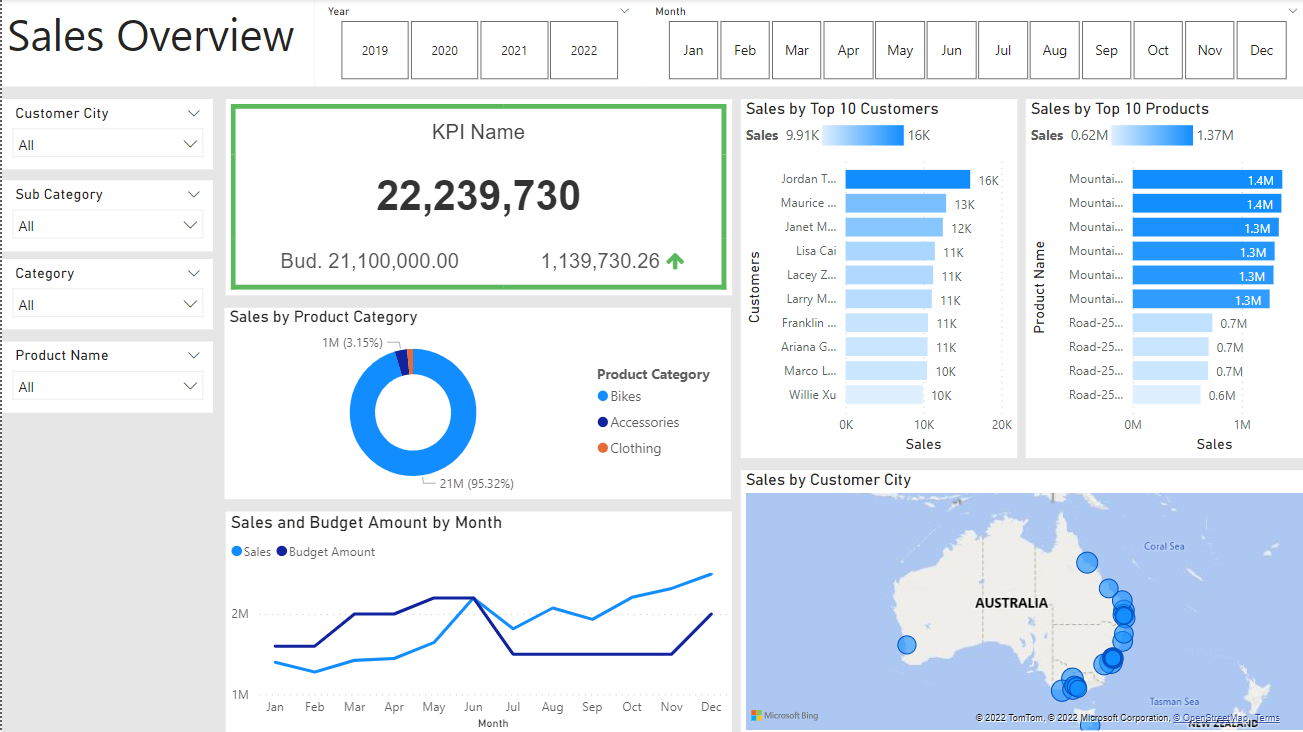 Sales Overview
Year
2019 2020 2021 2022
Month
Jan Feb Mar Apr May Jun Jul Aug Sep Oct Nov Dec
Customer City
All
Sub Category
All
Category
All
Product Name
All
KPI Name
22,239,730
Bud. 21,100,000.00 1,139,730.26
Sales by Product Category
1M (3.15%)
21M (95.32%)
Product Category
Bikes
Accessories
Clothing
Sales and Budget Amount by Month
Sales Budget Amount
2M
1M
Jan Feb Mar Apr May Jun Jul Aug Sep Oct Nov Dec
Month
Sales by Top 10 Customers
Sales 9.91K 16K
Customers
Jordan T... 16K
Maurice ... 13K
Janet M... 12K
Lisa Cai 11K
Lacey Z... 11K
Larry M... 11K
Franklin ... 11K
Ariana G... 11K
Marco L... 10K
Willie Xu 10K
0K 10K 20K
Sales
Sales by Top 10 Products
Sales 0.62M 1.37M
Product Name
Mountai... 1.4M
Mountai... 1.4M
Mountai... 1.3M
Mountai... 1.3M
Mountai... 1.3M
Mountai... 1.3M
Road-25... 0.7M
Road-25... 0.7M
Road-25... 0.7M
Road-25... 0.6M
0M 1M
Sales
Sales by Customer City
Coral Sea
AUSTRALIA
Tasman Sea
Microsoft Bing
© 2022 TomTom, © 2022 Microsoft Corporation, © OpenStreetMap, Terms
NEW ZEALAND